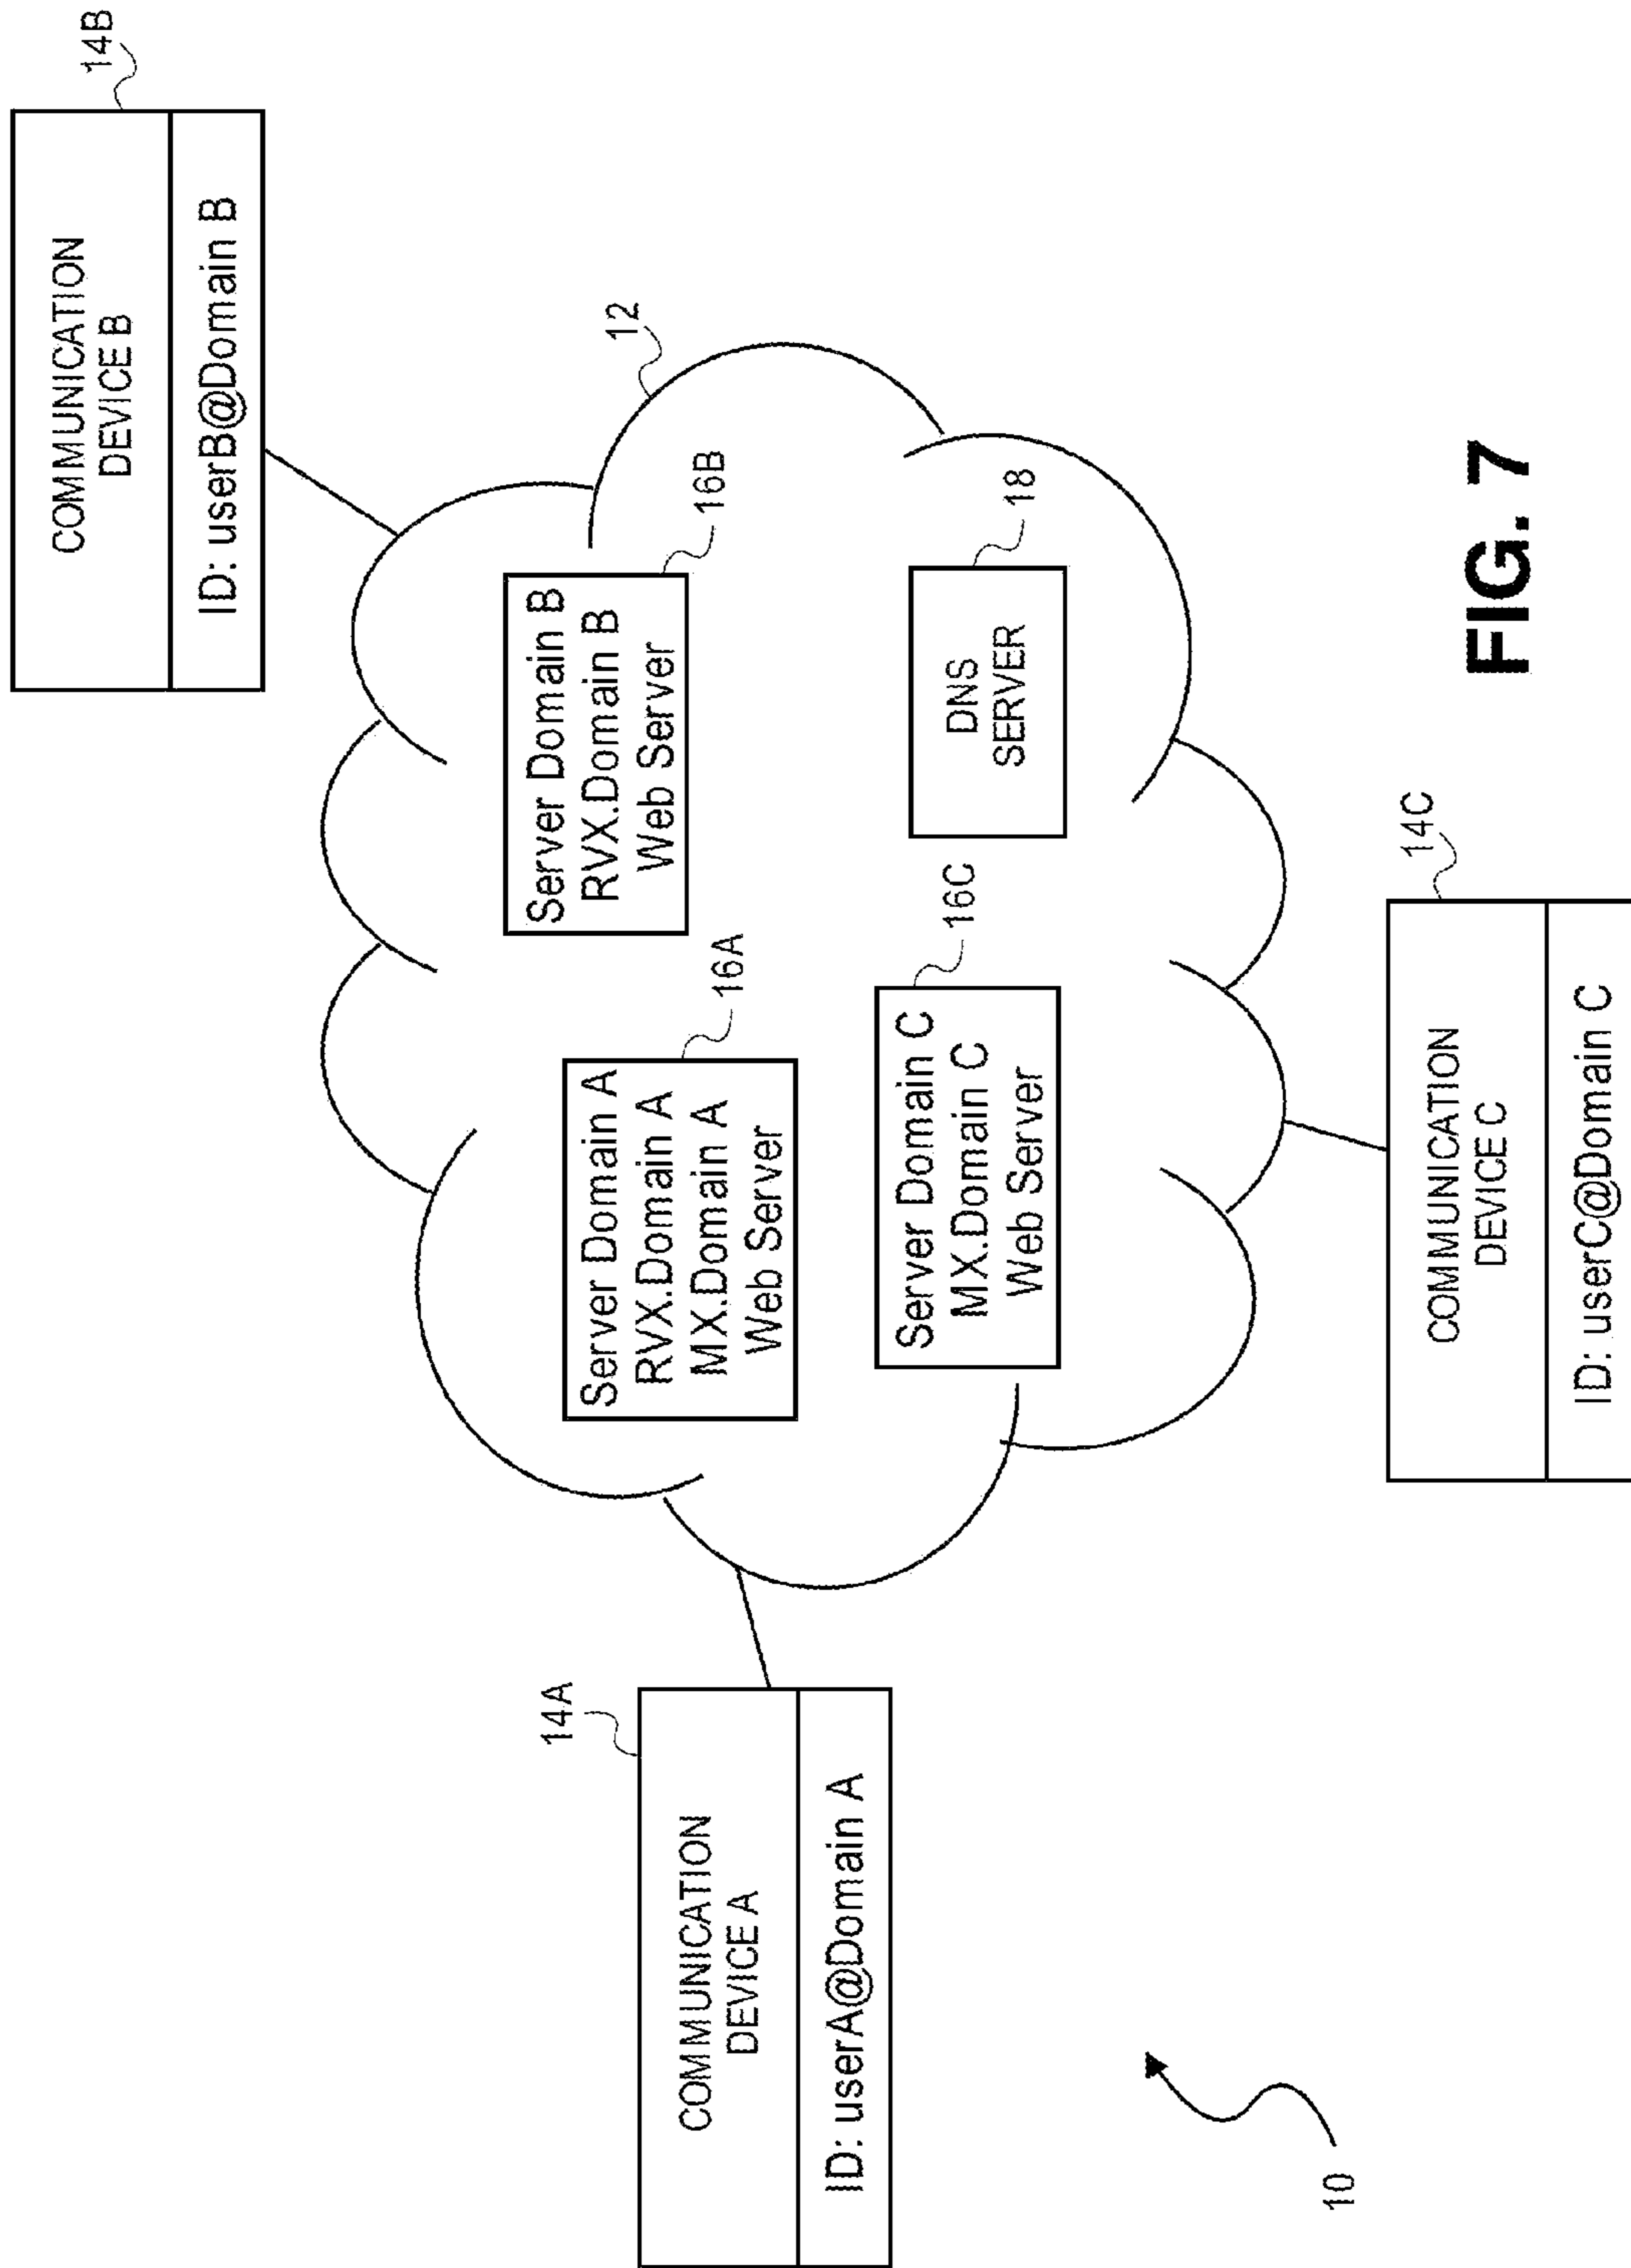 COMMUNICATION
DEVICE B
ID: userB@Domain B
14B
12
Server Domain B
RVX.Domain B
Web Server
16B
Server Domain A
RVX.Domain A
MX.Domain A
Web Server
16A
14A
COMMUNICATION
DEVICE A
ID: userA@Domain A
Server Domain C
MX.Domain C
Web Server
16C
DNS
SERVER
18
COMMUNICATION
DEVICE C
ID: userC@Domain C
14C
10
FIG. 7